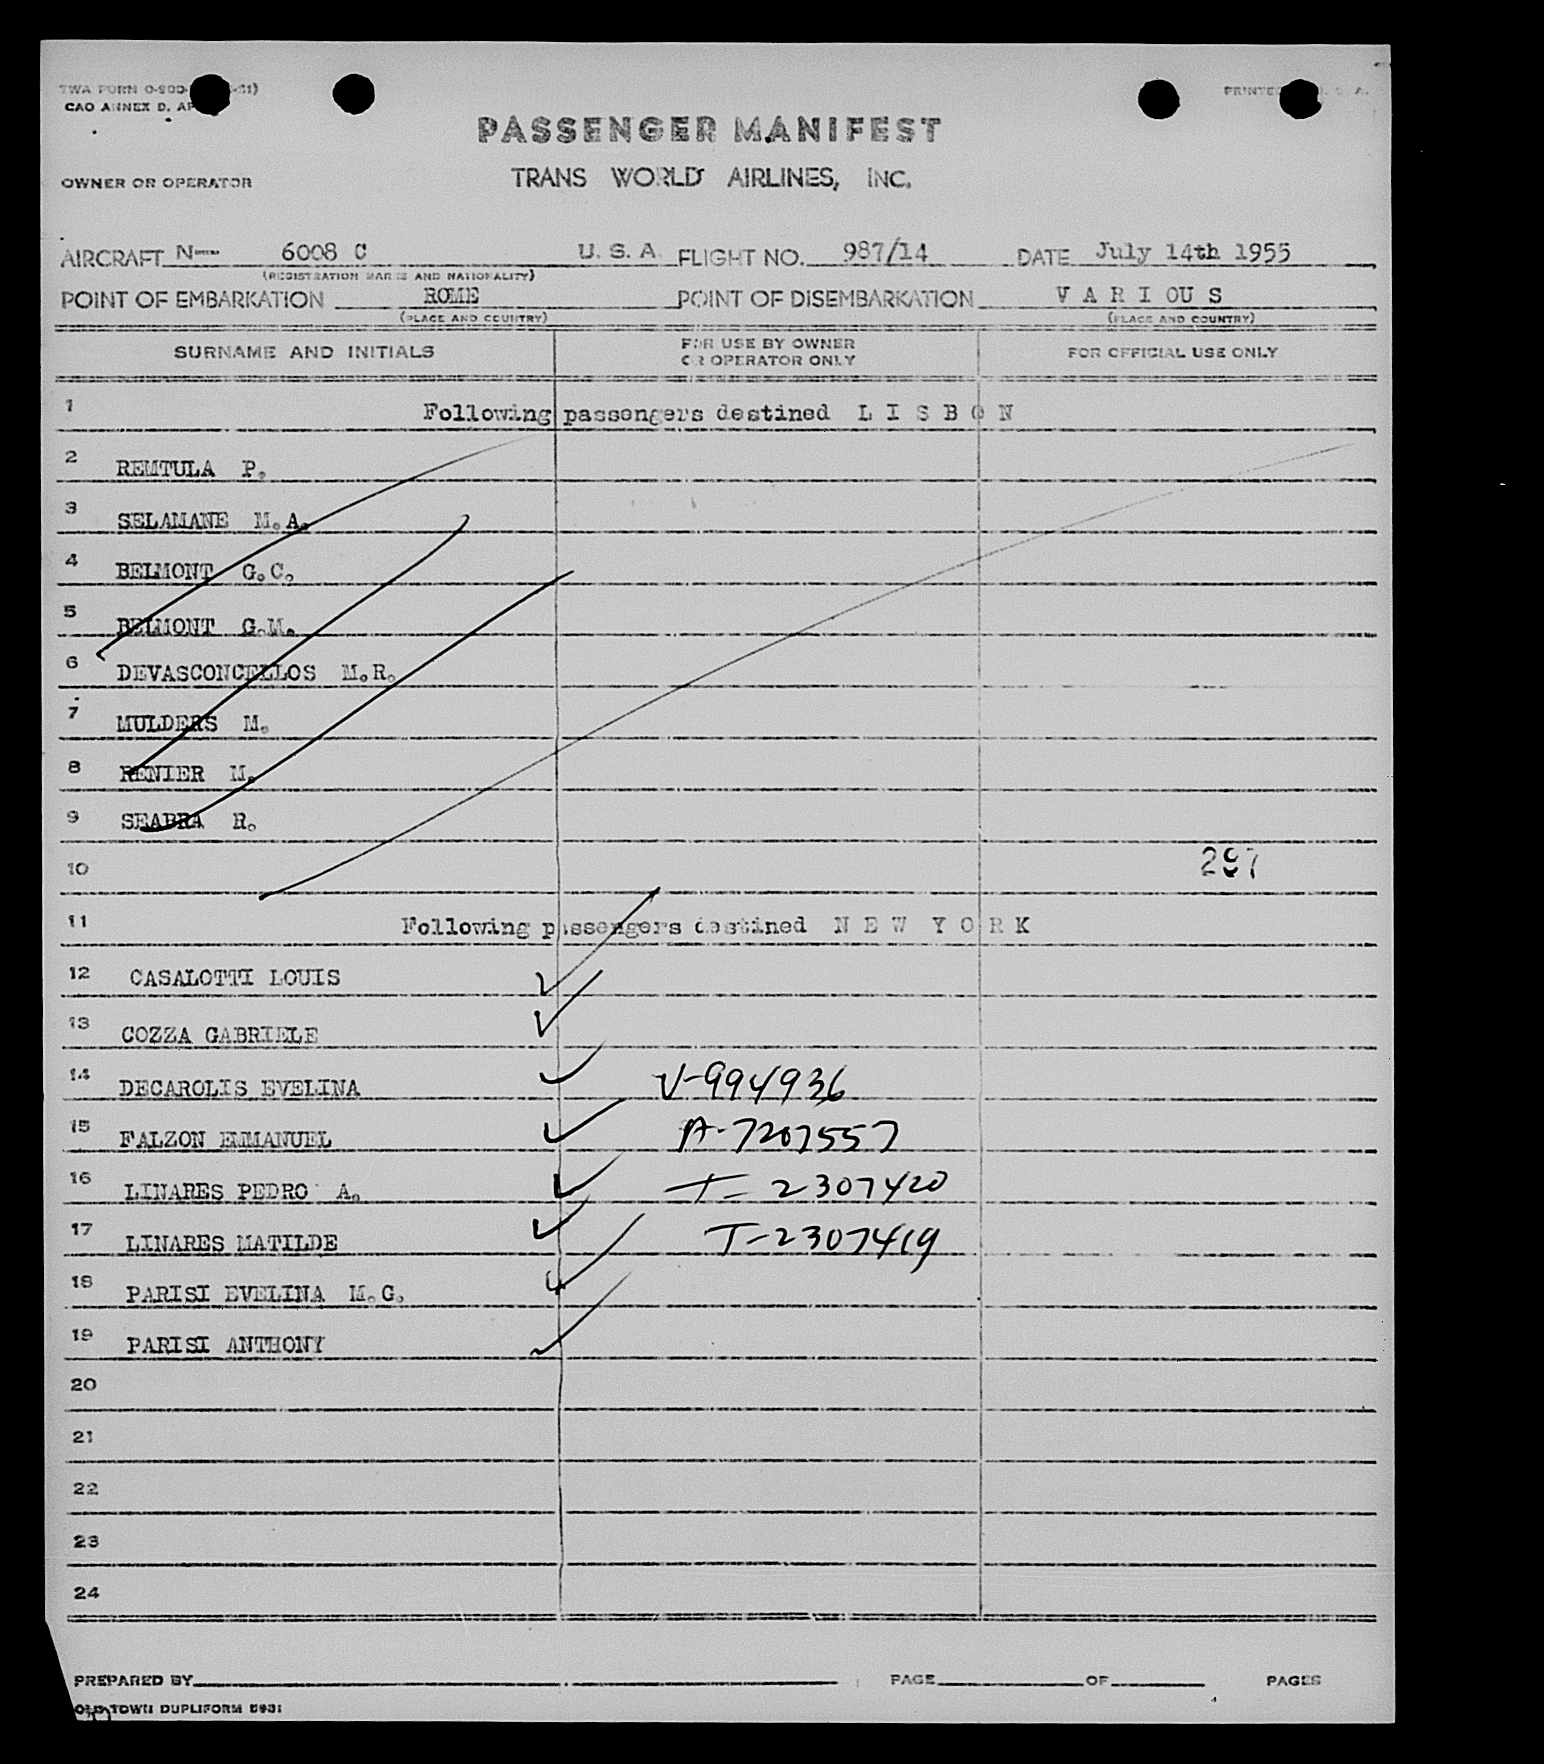 TWA FORM O-900- -51)
CAO ANNEX D, AP
PRINTED U. S. A.
PASSENGER MANIFEST
OWNER OR OPERATOR
TRANS WORLD AIRLINES, INC.
AIRCRAFT N-- 6008 C U. S. A. FLIGHT NO. 987/14 DATE July 14th 1955
(REGISTRATION MARKS AND NATIONALITY)
POINT OF EMBARKATION ROME POINT OF DISEMBARKATION V A R I OU S
(PLACE AND COUNTRY) (PLACE AND COUNTRY)
SURNAME AND INITIALS FOR USE BY OWNER OR OPERATOR ONLY FOR OFFICIAL USE ONLY
1 Following passengers destined L I S B O N
2 REMTULA P.
3 SELAMANE M.A.
4 BELMONT G.C.
5 BELMONT G.M.
6 DEVASCONCELLOS M.R.
7 MULDERS M.
8 RENIER M.
9 SEABRA R.
10 297
11 Following passengers destined N E W Y O R K
12 CASALOTTI LOUIS
13 COZZA GABRIELE
14 DECAROLIS EVELINA V-994936
15 FALZON EMMANUEL A-7207557
16 LINARES PEDRO A. T-2307420
17 LINARES MATILDE T-2307419
18 PARISI EVELINA M.G.
19 PARISI ANTHONY
20
21
22
23
24
PREPARED BY PAGE OF PAGES
OLD TOWN DUPLIFORM 5931